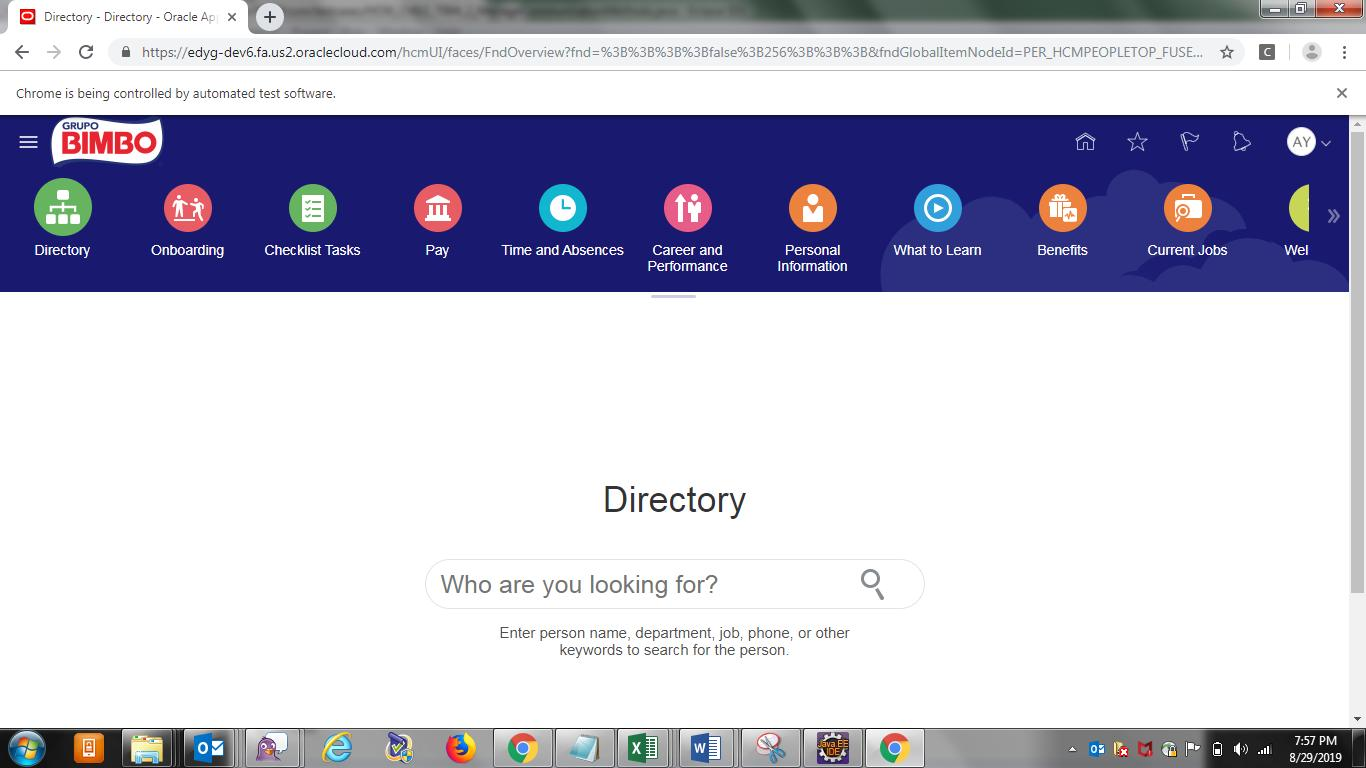 Directory - Directory - Oracle Ap
https://edyg-dev6.fa.us2.oraclecloud.com/hcmUI/faces/FndOverview?fnd=%3B%3B%3B%3Bfalse%3B256%3B%3B%3B&fndGlobalItemNodeId=PER_HCMPEOPLETOP_FUSE...
C
Chrome is being controlled by automated test software.
GRUPO
BIMBO
AY
Directory
Onboarding
Checklist Tasks
Pay
Time and Absences
Career and
Performance
Personal
Information
What to Learn
Benefits
Current Jobs
Wel
Directory
Who are you looking for?
Enter person name, department, job, phone, or other
keywords to search for the person.
Java EE
IDE
7:57 PM
8/29/2019